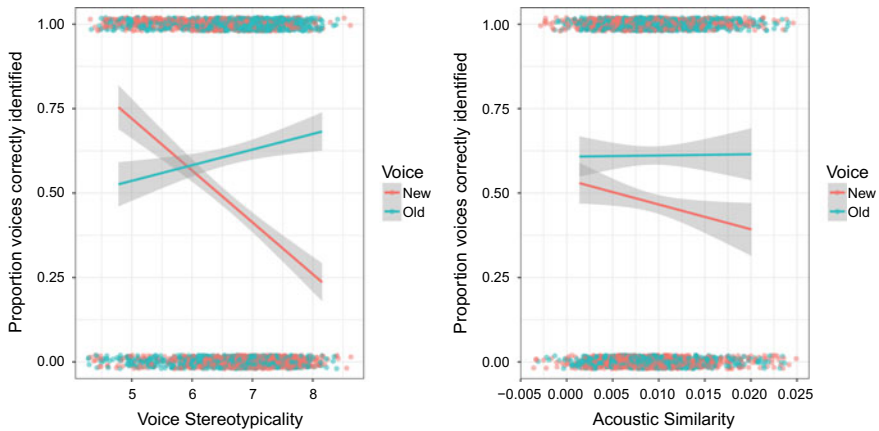 Proportion voices correctly identified
1.00
0.75
0.50
0.25
0.00
5 6 7 8
Voice Stereotypicality
Voice
New
Old
Proportion voices correctly identified
1.00
0.75
0.50
0.25
0.00
−0.005 0.000 0.005 0.010 0.015 0.020 0.025
Acoustic Similarity
Voice
New
Old